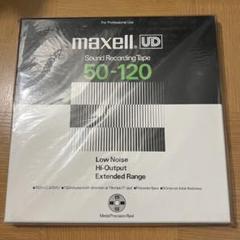 For Professional Use
maxell UD
Sound Recording Tape
50-120
Low Noise
Hi-Output
Extended Range
Metal Precision Reel